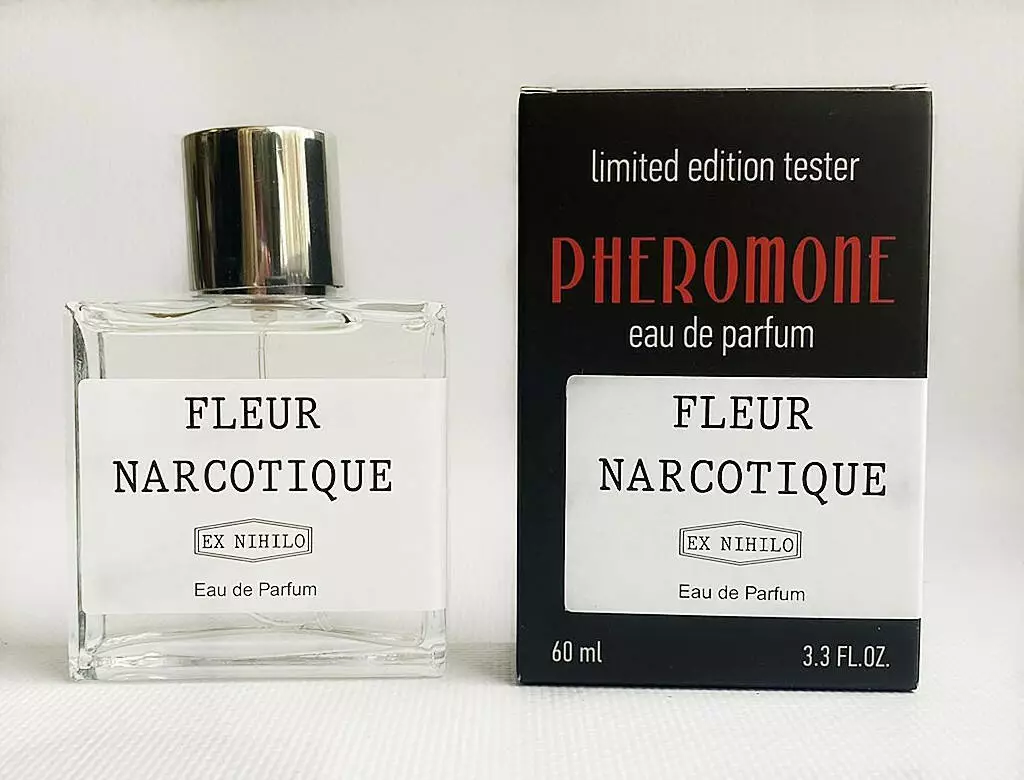 FLEUR
NARCOTIQUE
EX NIHILO
Eau de Parfum
limited edition tester
PHEROMONE
eau de parfum
FLEUR
NARCOTIQUE
EX NIHILO
Eau de Parfum
60 ml
3.3 FL.OZ.